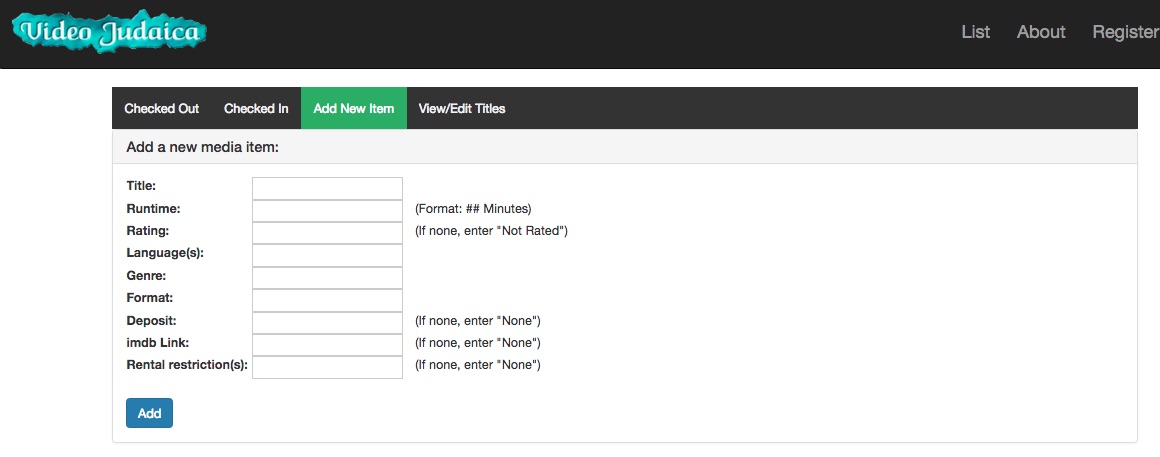 Video Judaica List About Register
Checked Out Checked In Add New Item View/Edit Titles
Add a new media item:
Title:
Runtime: (Format: ## Minutes)
Rating: (If none, enter "Not Rated")
Language(s):
Genre:
Format:
Deposit: (If none, enter "None")
imdb Link: (If none, enter "None")
Rental restriction(s): (If none, enter "None")
Add